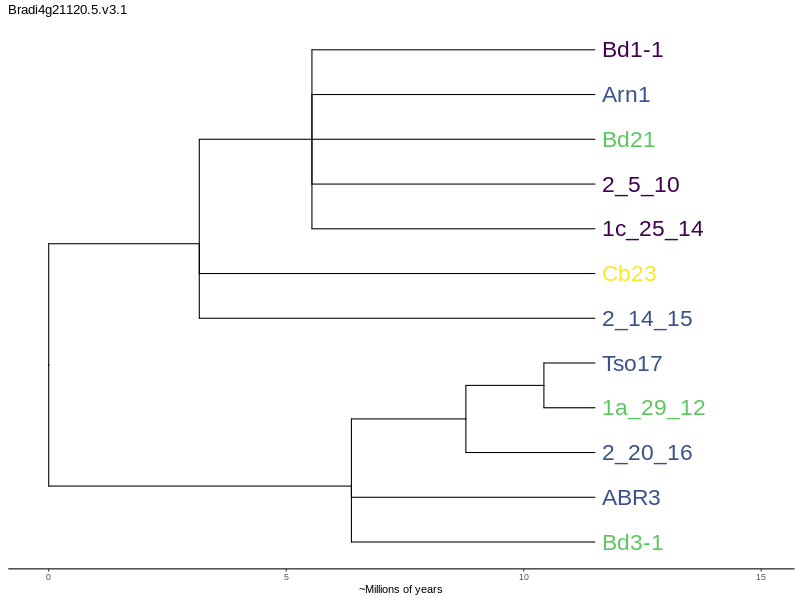 Bradi4g21120.5.v3.1
Bd1-1
Arn1
Bd21
2_5_10
1c_25_14
Cb23
2_14_15
Tso17
1a_29_12
2_20_16
ABR3
Bd3-1
0 5 10 15
~Millions of years